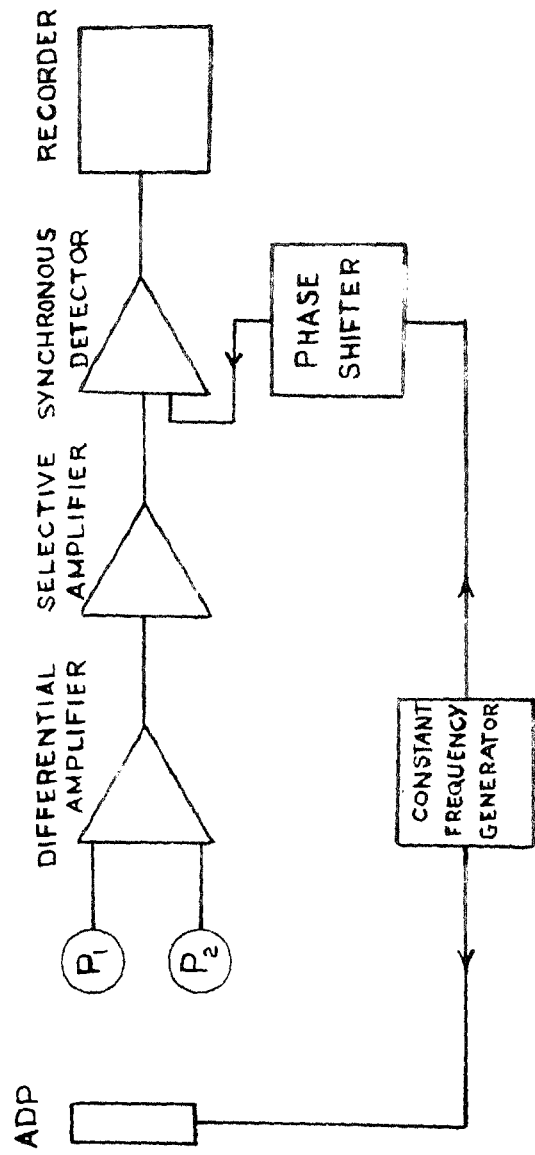 ADP
P1
P2
DIFFERENTIAL
AMPLIFIER
SELECTIVE
AMPLIFIER
SYNCHRONOUS
DETECTOR
RECORDER
CONSTANT
FREQUENCY
GENERATOR
PHASE
SHIFTER